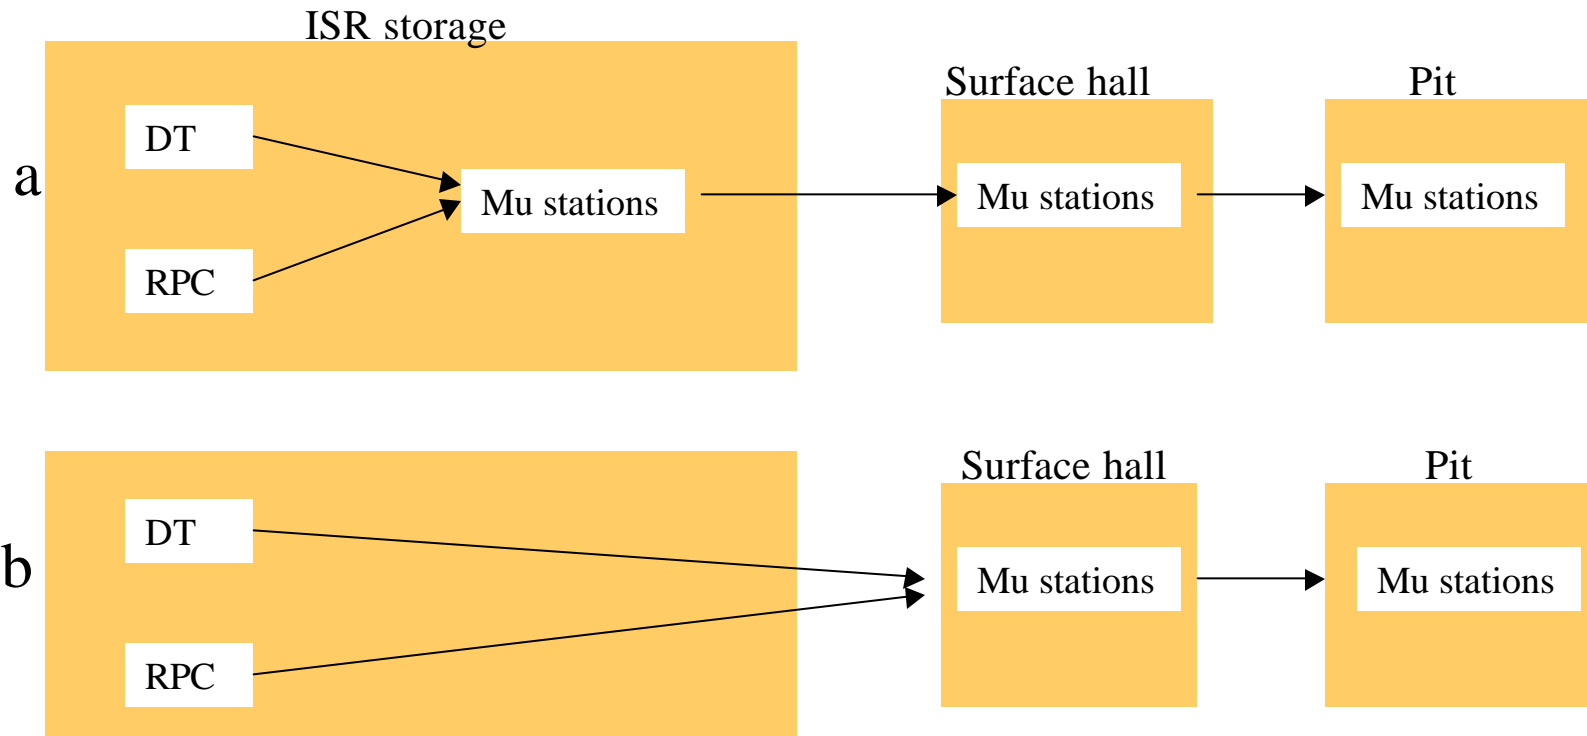 ISR storage
Surface hall
Pit
a
DT
RPC
Mu stations
Mu stations
Mu stations
Surface hall
Pit
b
DT
RPC
Mu stations
Mu stations